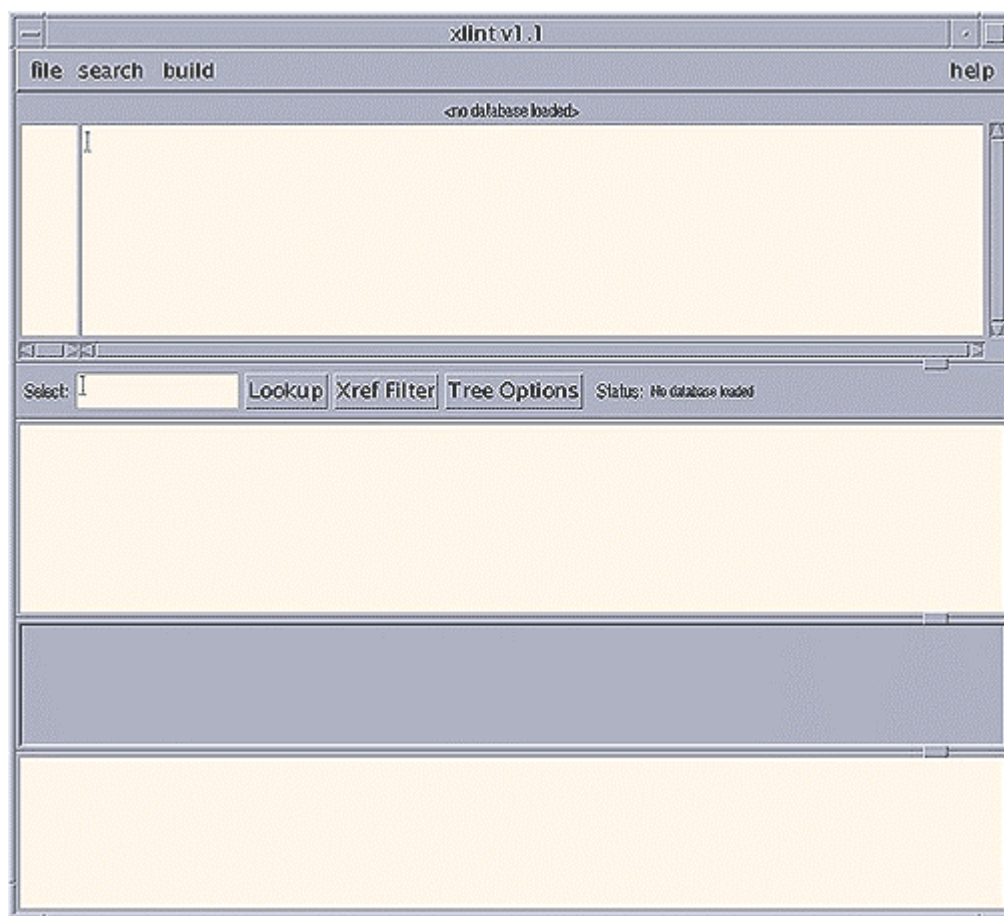 xlint v1.1
file search build help
<no database loaded>
Select: Lookup Xref Filter Tree Options Status: No database loaded